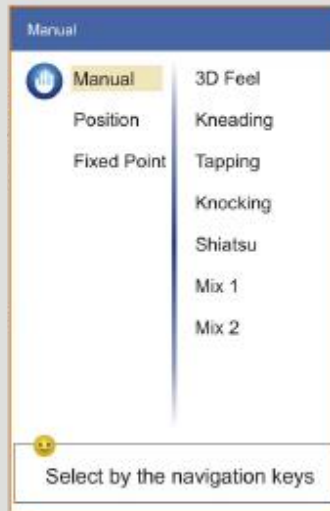 Manual
Manual
Position
Fixed Point
3D Feel
Kneading
Tapping
Knocking
Shiatsu
Mix 1
Mix 2
Select by the navigation keys